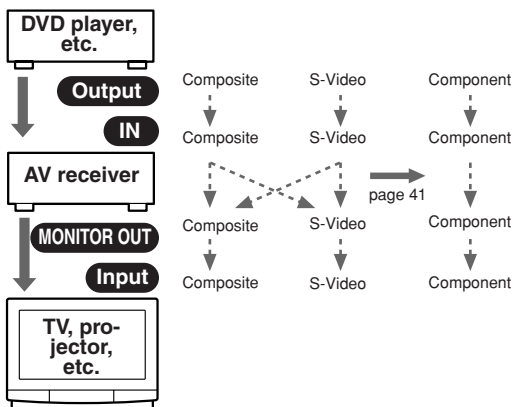 DVD player,
etc.
Output
Composite S-Video Component
IN
Composite S-Video Component
AV receiver
page 41
MONITOR OUT
Composite S-Video Component
Input
Composite S-Video Component
TV, pro-
jector,
etc.